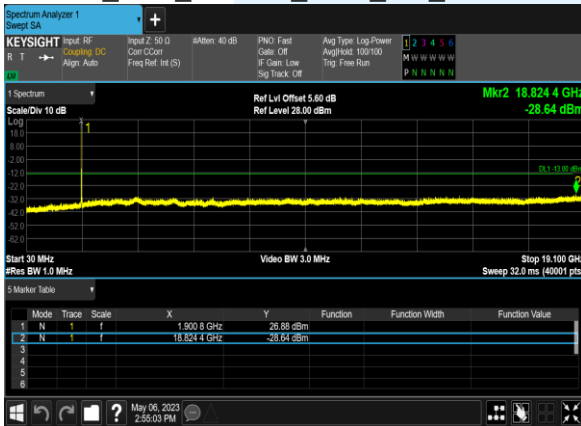 Spectrum Analyzer 1
Swept SA
KEYSIGHT Input: RF Input Z: 50 Ω #Atten: 40 dB PNO: Fast Avg Type: Log-Power 1 2 3 4 5 6
R T Coupling: DC Corr CCorr Gate: Off Avg|Hold: 100/100 M W W W W W
Align: Auto Freq Ref: Int (S) IF Gain: Low Trig: Free Run
LU Sig Track: Off P N N N N N
1 Spectrum Ref Lvl Offset 5.60 dB Mkr2 18.824 4 GHz
Scale/Div 10 dB Ref Level 28.00 dBm -28.64 dBm
Log
1
18.0
8.00
-2.00
-12.0
DL1 -13.00 dBm
-22.0
2
-32.0
-42.0
-52.0
-62.0
Start 30 MHz Video BW 3.0 MHz Stop 19.100 GHz
#Res BW 1.0 MHz Sweep 32.0 ms (40001 pts)
5 Marker Table
Mode Trace Scale X Y Function Function Width Function Value
1 N 1 f 1.900 8 GHz 26.88 dBm
2 N 1 f 18.824 4 GHz -28.64 dBm
3
4
5
6
? May 06, 2023
2:55:03 PM